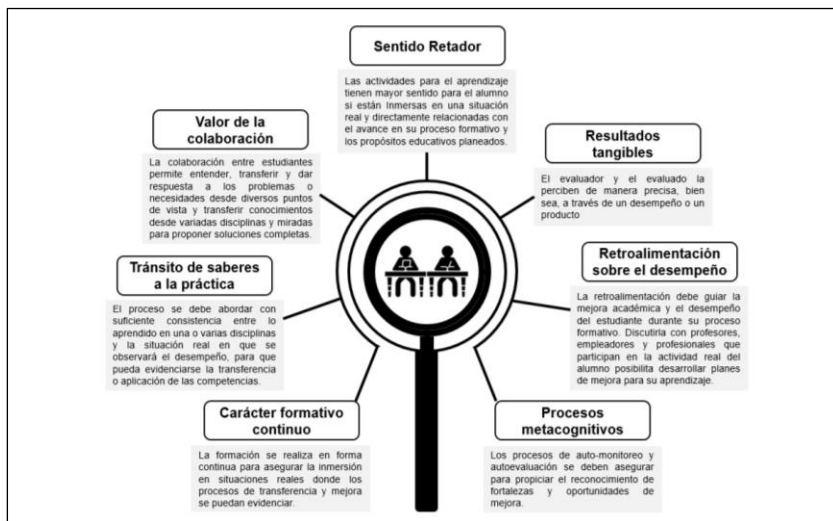 Sentido Retador
Las actividades para el aprendizaje
tienen mayor sentido para el alumno
si están Inmersas en una situación
real y directamente relacionadas con
el avance en su proceso formativo y
los propósitos educativos planeados.
Valor de la
colaboración
La colaboración entre estudiantes
permite entender, transferir y dar
respuesta a los problemas o
necesidades desde diversos puntos de
vista y transferir conocimientos
desde variadas disciplinas y miradas
para proponer soluciones completas.
Resultados
tangibles
El evaluador y el evaluado la
perciben de manera precisa, bien
sea, a través de un desempeño o un
producto
Tránsito de saberes
a la práctica
El proceso se debe abordar con
suficiente consistencia entre lo
aprendido en una o varias disciplinas
y la situación real en que se
observará el desempeño, para que
pueda evidenciarse la transferencia
o aplicación de las competencias.
Retroalimentación
sobre el desempeño
La retroalimentación debe guiar la
mejora académica y el desempeño
del estudiante durante su proceso
formativo. Discutirla con profesores,
empleadores y profesionales que
participan en la actividad real del
alumno posibilita desarrollar planes
de mejora para su aprendizaje.
Carácter formativo
continuo
La formación se realiza en forma
continua para asegurar la inmersión
en situaciones reales donde los
procesos de transferencia y mejora
se puedan evidenciar.
Procesos
metacognitivos
Los procesos de auto-monitoreo y
autoevaluación se deben asegurar
para propiciar el reconocimiento de
fortalezas y oportunidades de
mejora.